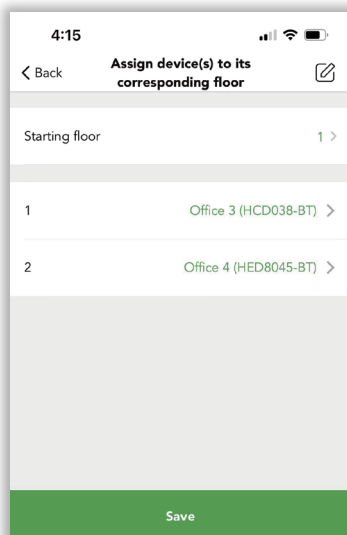 4:15
Back
Assign device(s) to its
corresponding floor
Starting floor 1
1 Office 3 (HCD038-BT)
2 Office 4 (HED8045-BT)
Save